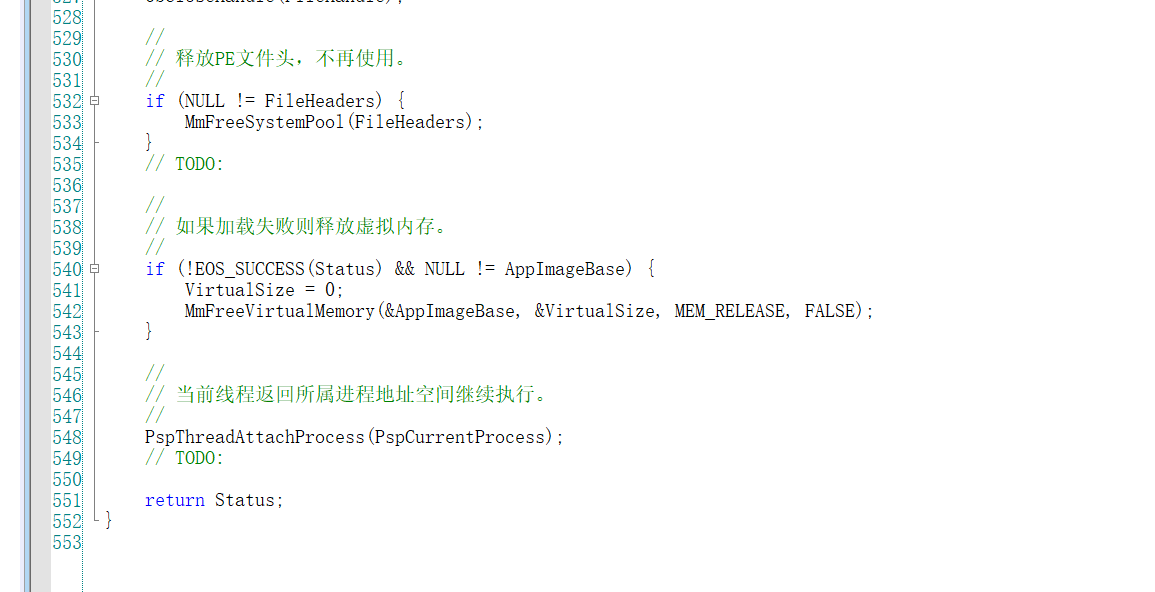 528
529 //
530 // 释放PE文件头，不再使用。
531 //
532 if (NULL != FileHeaders) {
533 MmFreeSystemPool(FileHeaders);
534 }
535 // TODO:
536
537 //
538 // 如果加载失败则释放虚拟内存。
539 //
540 if (!EOS_SUCCESS(Status) && NULL != AppImageBase) {
541 VirtualSize = 0;
542 MmFreeVirtualMemory(&AppImageBase, &VirtualSize, MEM_RELEASE, FALSE);
543 }
544
545 //
546 // 当前线程返回所属进程地址空间继续执行。
547 //
548 PspThreadAttachProcess(PspCurrentProcess);
549 // TODO:
550
551 return Status;
552 }
553